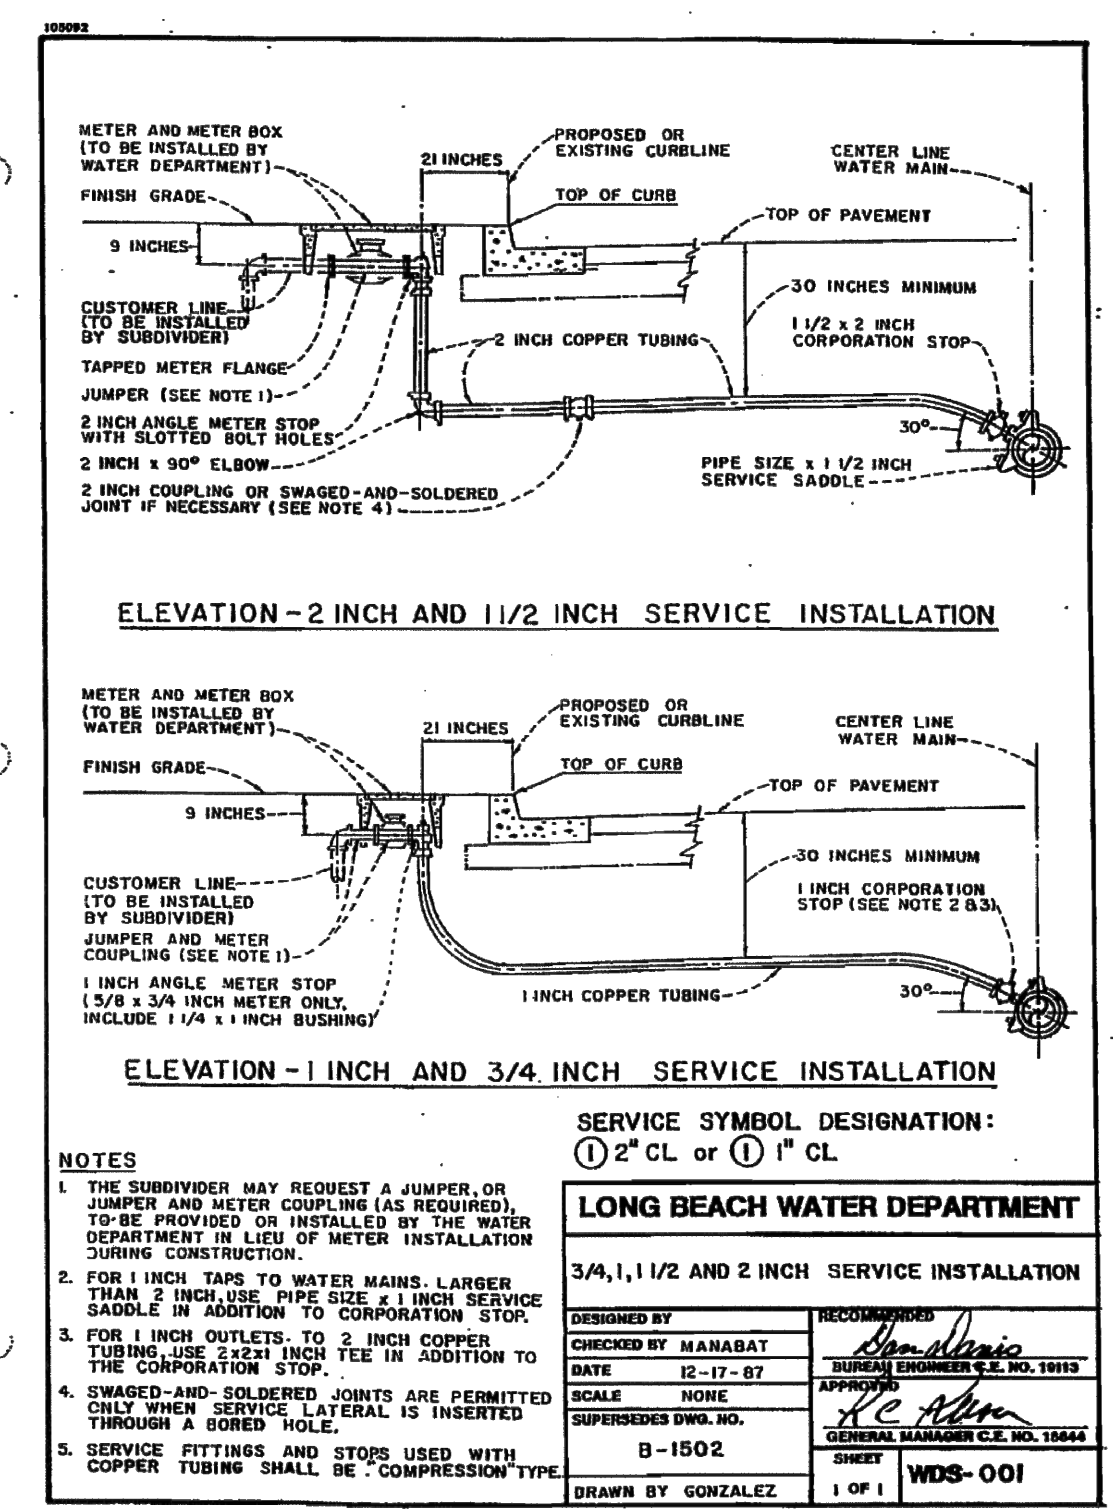 105092
METER AND METER BOX
(TO BE INSTALLED BY
WATER DEPARTMENT)
FINISH GRADE
9 INCHES
21 INCHES
PROPOSED OR
EXISTING CURBLINE
TOP OF CURB
CENTER LINE
WATER MAIN
TOP OF PAVEMENT
30 INCHES MINIMUM
1 1/2 x 2 INCH
CORPORATION STOP
CUSTOMER LINE
(TO BE INSTALLED
BY SUBDIVIDER)
TAPPED METER FLANGE
JUMPER (SEE NOTE 1)
2 INCH ANGLE METER STOP
WITH SLOTTED BOLT HOLES
2 INCH x 90° ELBOW
2 INCH COUPLING OR SWAGED-AND-SOLDERED
JOINT IF NECESSARY (SEE NOTE 4)
2 INCH COPPER TUBING
30°
PIPE SIZE x 1 1/2 INCH
SERVICE SADDLE
ELEVATION - 2 INCH AND 1 1/2 INCH SERVICE INSTALLATION
METER AND METER BOX
(TO BE INSTALLED BY
WATER DEPARTMENT)
FINISH GRADE
9 INCHES
21 INCHES
PROPOSED OR
EXISTING CURBLINE
TOP OF CURB
CENTER LINE
WATER MAIN
TOP OF PAVEMENT
30 INCHES MINIMUM
1 INCH CORPORATION
STOP (SEE NOTE 2 & 3)
CUSTOMER LINE
(TO BE INSTALLED
BY SUBDIVIDER)
JUMPER AND METER
COUPLING (SEE NOTE 1)
1 INCH ANGLE METER STOP
(5/8 x 3/4 INCH METER ONLY,
INCLUDE 1 1/4 x 1 INCH BUSHING)
1 INCH COPPER TUBING
30°
ELEVATION - 1 INCH AND 3/4 INCH SERVICE INSTALLATION
SERVICE SYMBOL DESIGNATION:
1 2" CL or 1 1" CL
NOTES
1. THE SUBDIVIDER MAY REQUEST A JUMPER, OR
JUMPER AND METER COUPLING (AS REQUIRED),
TO BE PROVIDED OR INSTALLED BY THE WATER
DEPARTMENT IN LIEU OF METER INSTALLATION
DURING CONSTRUCTION.
2. FOR 1 INCH TAPS TO WATER MAINS LARGER
THAN 2 INCH, USE PIPE SIZE x 1 INCH SERVICE
SADDLE IN ADDITION TO CORPORATION STOP.
3. FOR 1 INCH OUTLETS TO 2 INCH COPPER
TUBING, USE 2x2x1 INCH TEE IN ADDITION TO
THE CORPORATION STOP.
4. SWAGED-AND-SOLDERED JOINTS ARE PERMITTED
ONLY WHEN SERVICE LATERAL IS INSERTED
THROUGH A BORED HOLE.
5. SERVICE FITTINGS AND STOPS USED WITH
COPPER TUBING SHALL BE "COMPRESSION" TYPE.
LONG BEACH WATER DEPARTMENT
3/4, 1, 1 1/2 AND 2 INCH SERVICE INSTALLATION
DESIGNED BY
CHECKED BY MANABAT
DATE 12-17-87
SCALE NONE
SUPERSEDES DWG. NO.
B-1502
DRAWN BY GONZALEZ
RECOMMENDED
BUREAU ENGINEER C.E. NO. 19113
APPROVED
GENERAL MANAGER C.E. NO. 15644
SHEET
1 OF 1
WDS-001